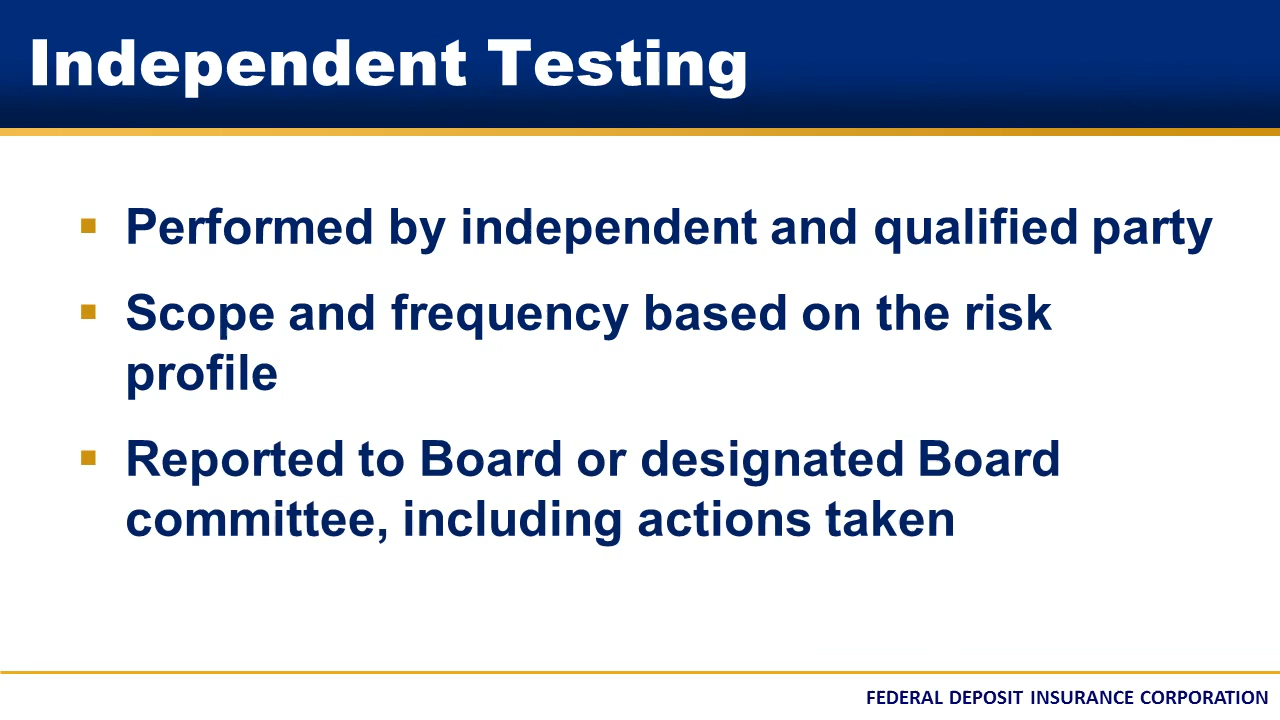 Independent Testing
▪ Performed by independent and qualified party
▪ Scope and frequency based on the risk
profile
▪ Reported to Board or designated Board
committee, including actions taken
FEDERAL DEPOSIT INSURANCE CORPORATION